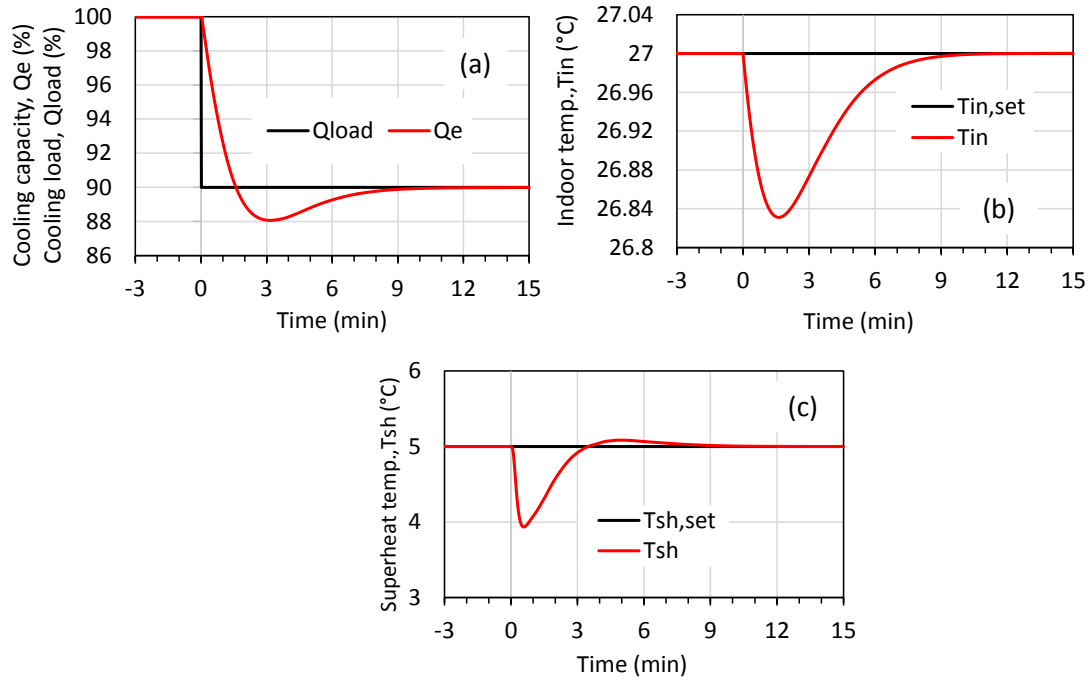 Cooling capacity, Qe (%)
Cooling load, Qload (%)
100
98
96
94
92
90
88
86
(a)
Qload
Qe
-3 0 3 6 9 12 15
Time (min)
Indoor temp.,Tin (°C)
27.04
27
26.96
26.92
26.88
26.84
26.8
Tin,set
Tin
(b)
-3 0 3 6 9 12 15
Time (min)
Superheat temp.,Tsh (°C)
6
5
4
3
(c)
Tsh,set
Tsh
-3 0 3 6 9 12 15
Time (min)